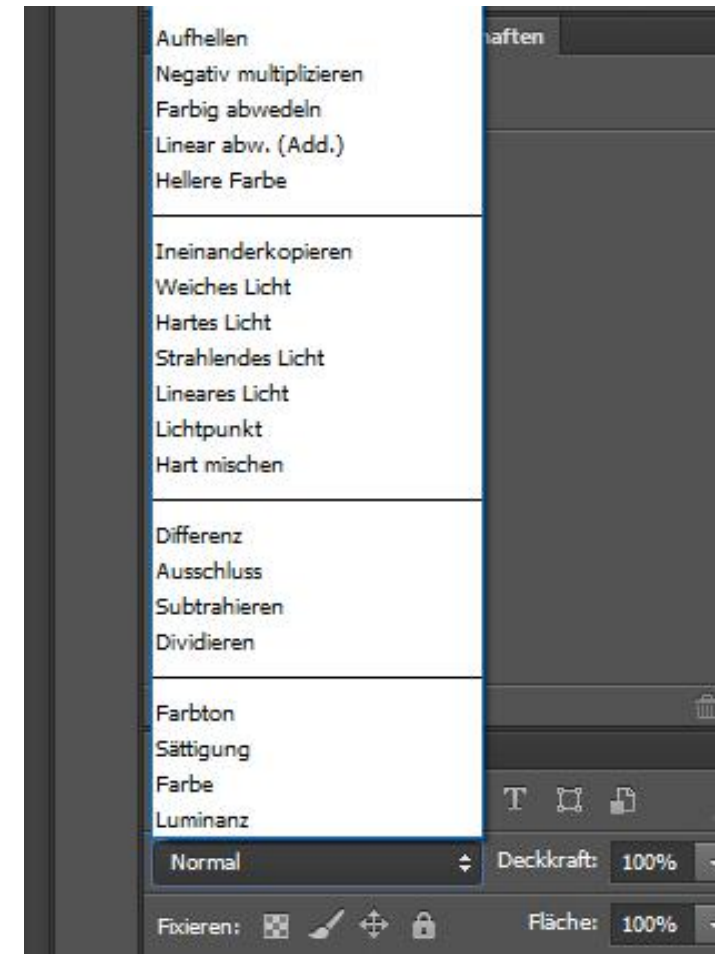 haften
Aufhellen
Negativ multiplizieren
Farbig abwedeln
Linear abw. (Add.)
Hellere Farbe
Ineinanderkopieren
Weiches Licht
Hartes Licht
Strahlendes Licht
Lineares Licht
Lichtpunkt
Hart mischen
Differenz
Ausschluss
Subtrahieren
Dividieren
Farbton
Sättigung
Farbe
Luminanz
Normal Deckkraft: 100%
Fixieren: Fläche: 100%